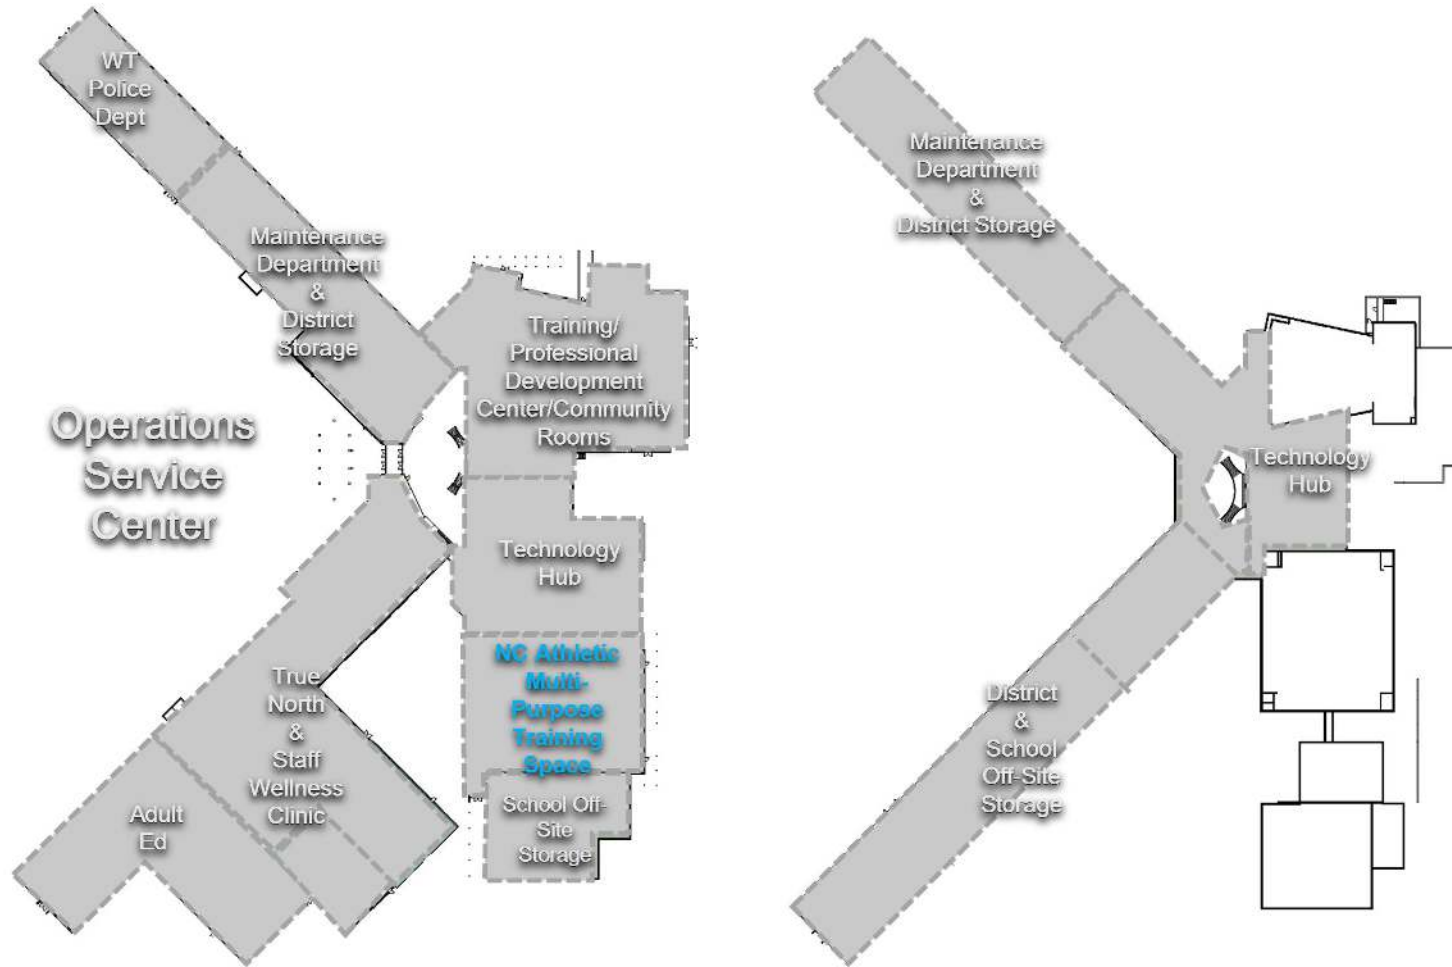 WT
Police
Dept
Maintenance
Department
&
District
Storage
Training/
Professional
Development
Center/Community
Rooms
Operations
Service
Center
Technology
Hub
NC Athletic
Multi-
Purpose
Training
Space
True
North
&
Staff
Wellness
Clinic
Adult
Ed
School Off-
Site
Storage
Maintenance
Department
&
District Storage
Technology
Hub
District
&
School
Off-Site
Storage